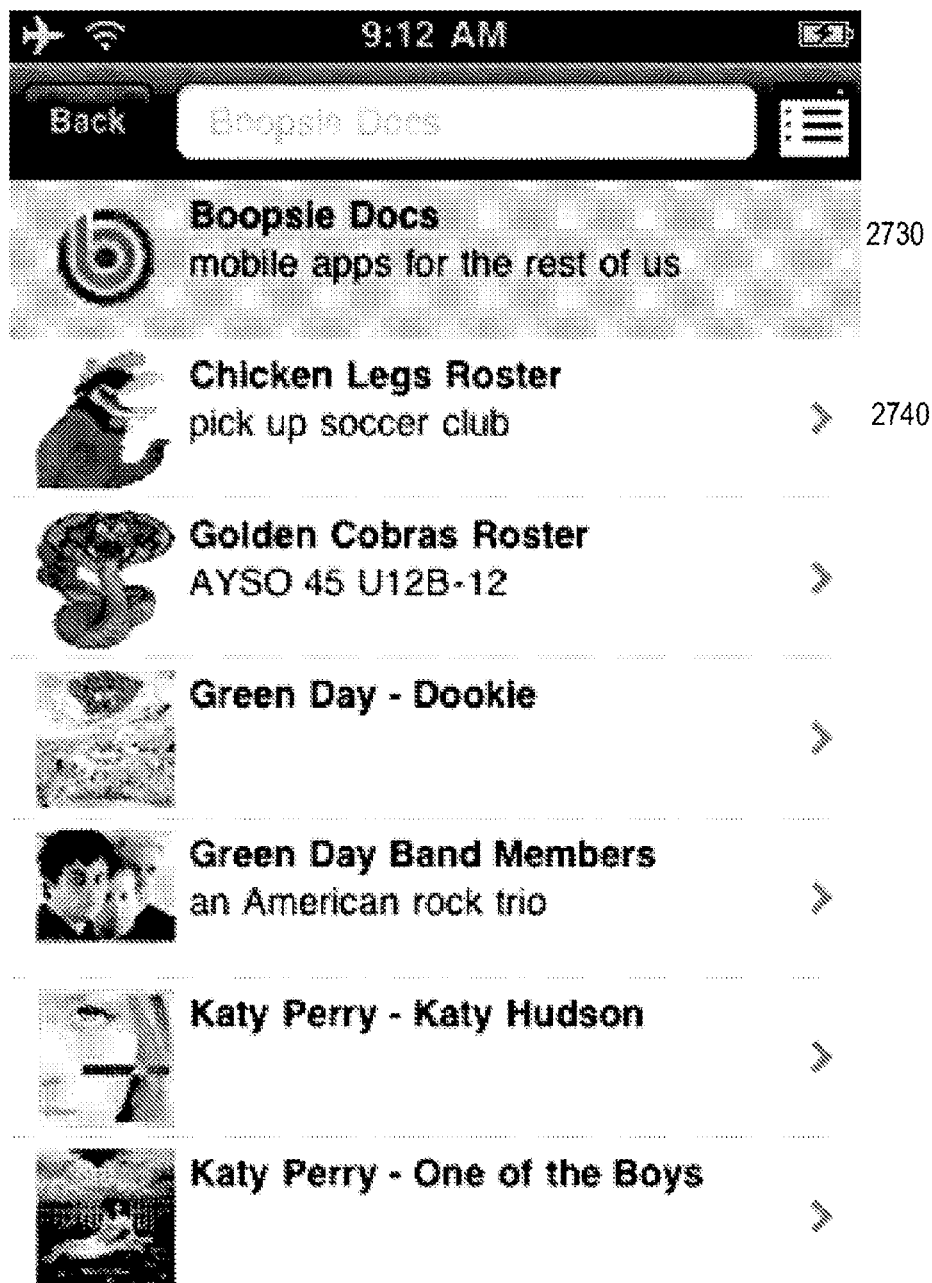 9:12 AM
Back
Boopsie Docs
Boopsie Docs
2730
mobile apps for the rest of us
Chicken Legs Roster
pick up soccer club
2740
Golden Cobras Roster
AYSO 45 U12B-12
Green Day - Dookie
Green Day Band Members
an American rock trio
Katy Perry - Katy Hudson
Katy Perry - One of the Boys